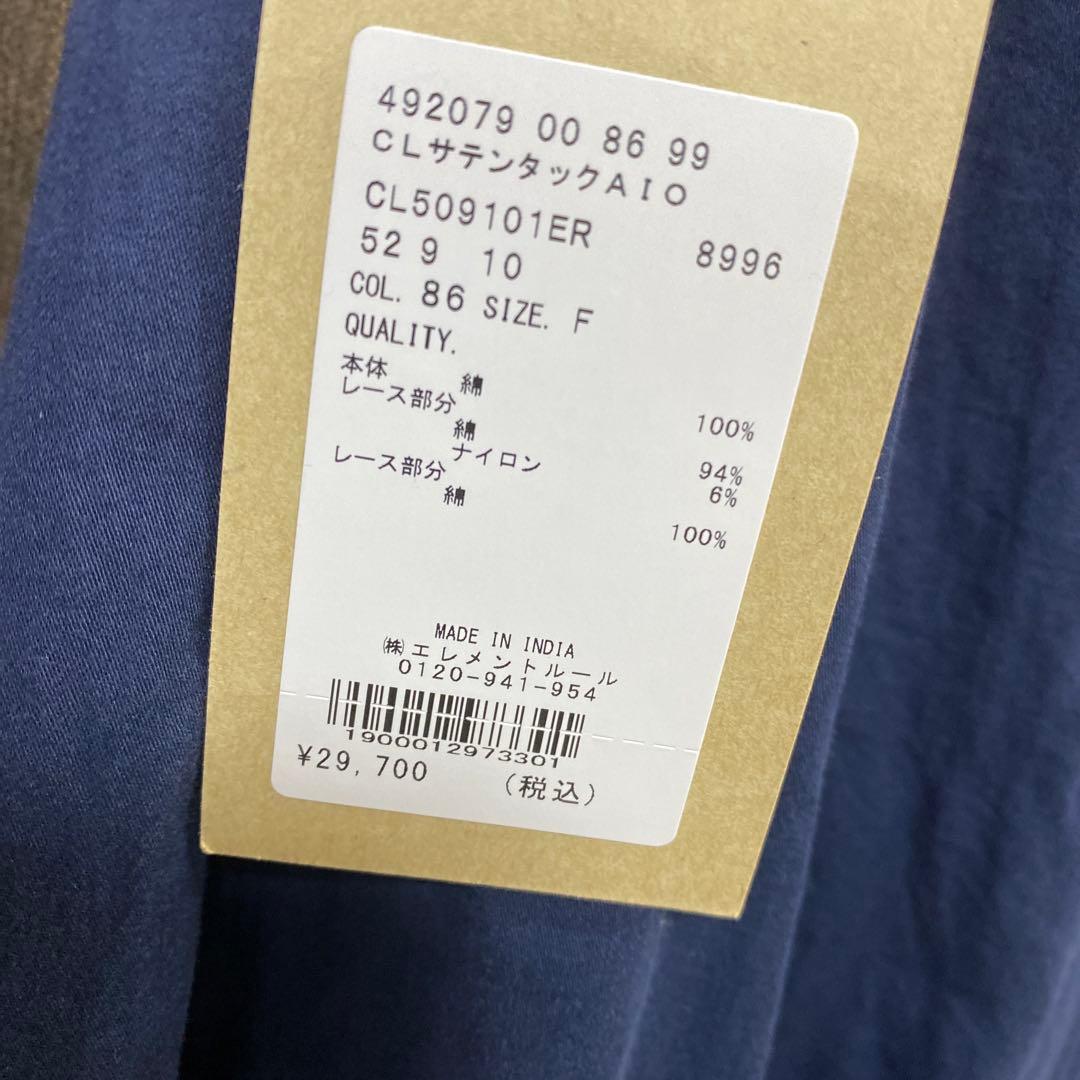 492079 00 86 99
CLサテンタックAIO
CL509101ER 8996
52 9 10
COL. 86 SIZE. F
QUALITY.
本体 綿 100%
レース部分
綿 94%
ナイロン 6%
レース部分
綿 100%
MADE IN INDIA
㈱エレメントルール
0120-941-954
1900012973301
¥29,700 (税込)